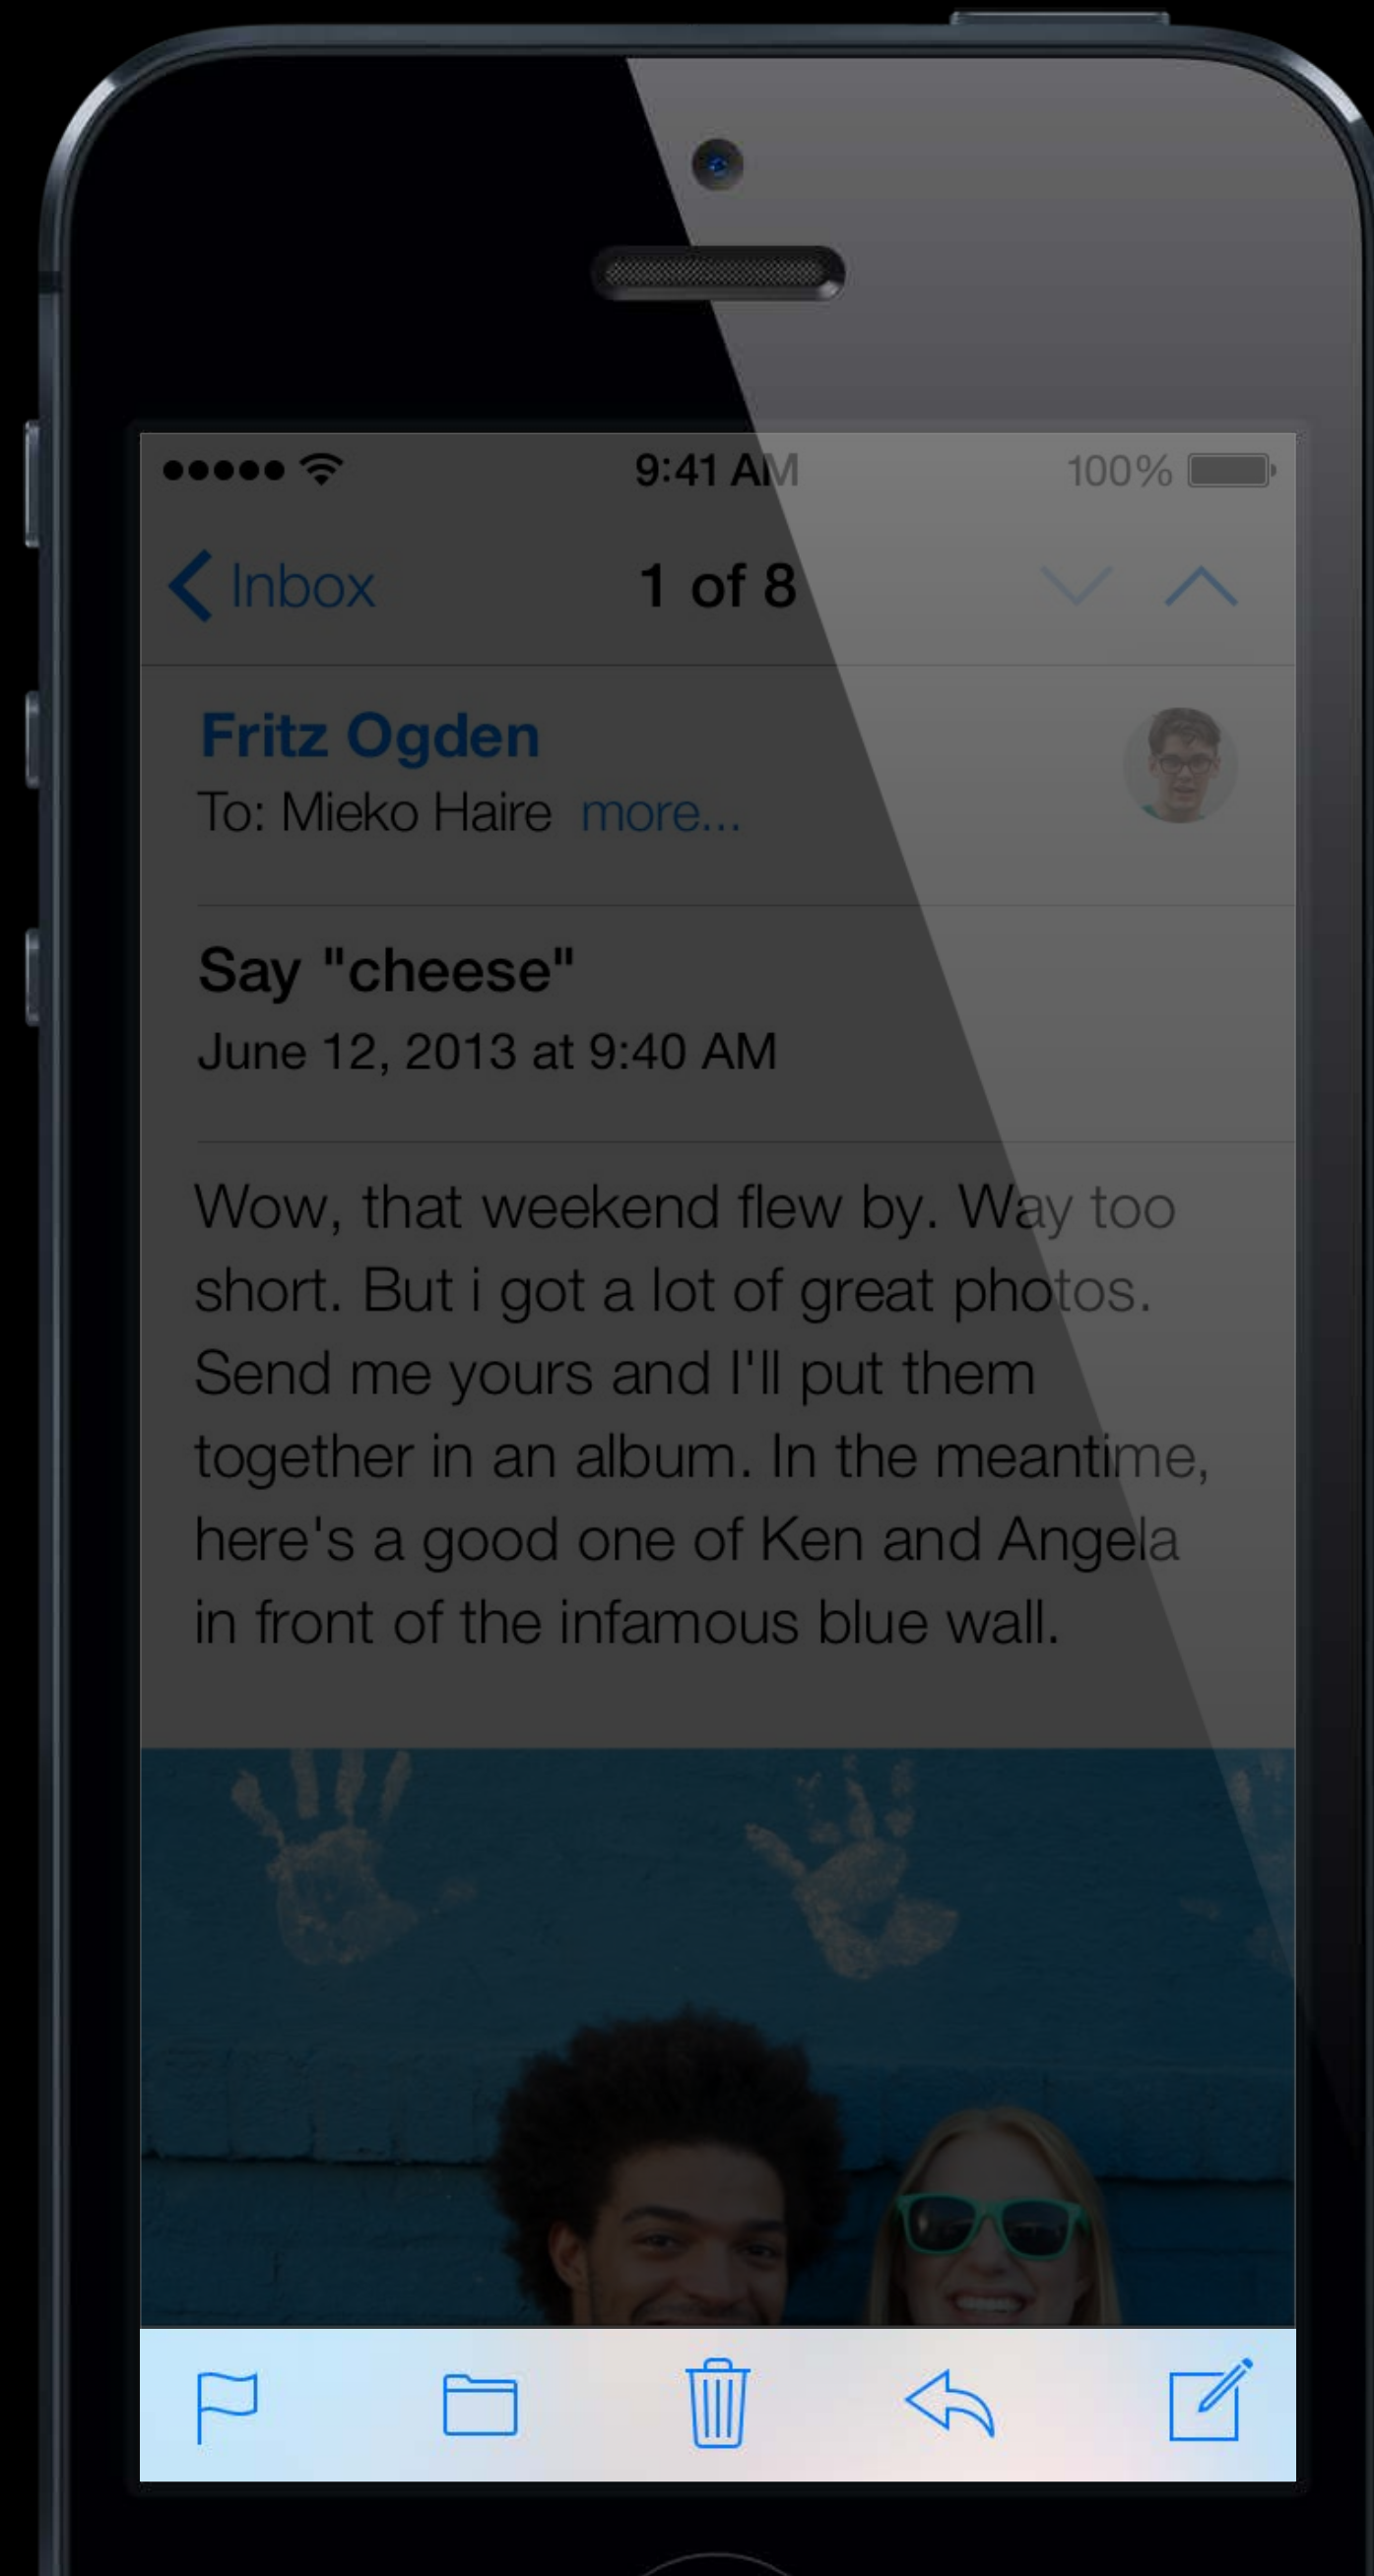 9:41 AM 100%
Inbox 1 of 8
Fritz Ogden
To: Mieko Haire more...
Say "cheese"
June 12, 2013 at 9:40 AM
Wow, that weekend flew by. Way too
short. But i got a lot of great photos.
Send me yours and I'll put them
together in an album. In the meantime,
here's a good one of Ken and Angela
in front of the infamous blue wall.